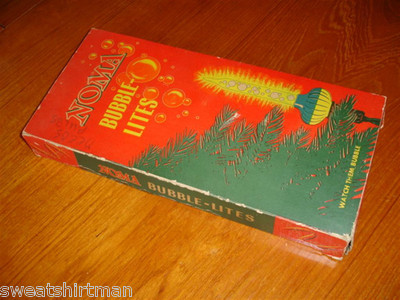 NOMA
BUBBLE-
LITES
WATCH THEM BUBBLE
NOMA BUBBLE-LITES
sweatshirtman